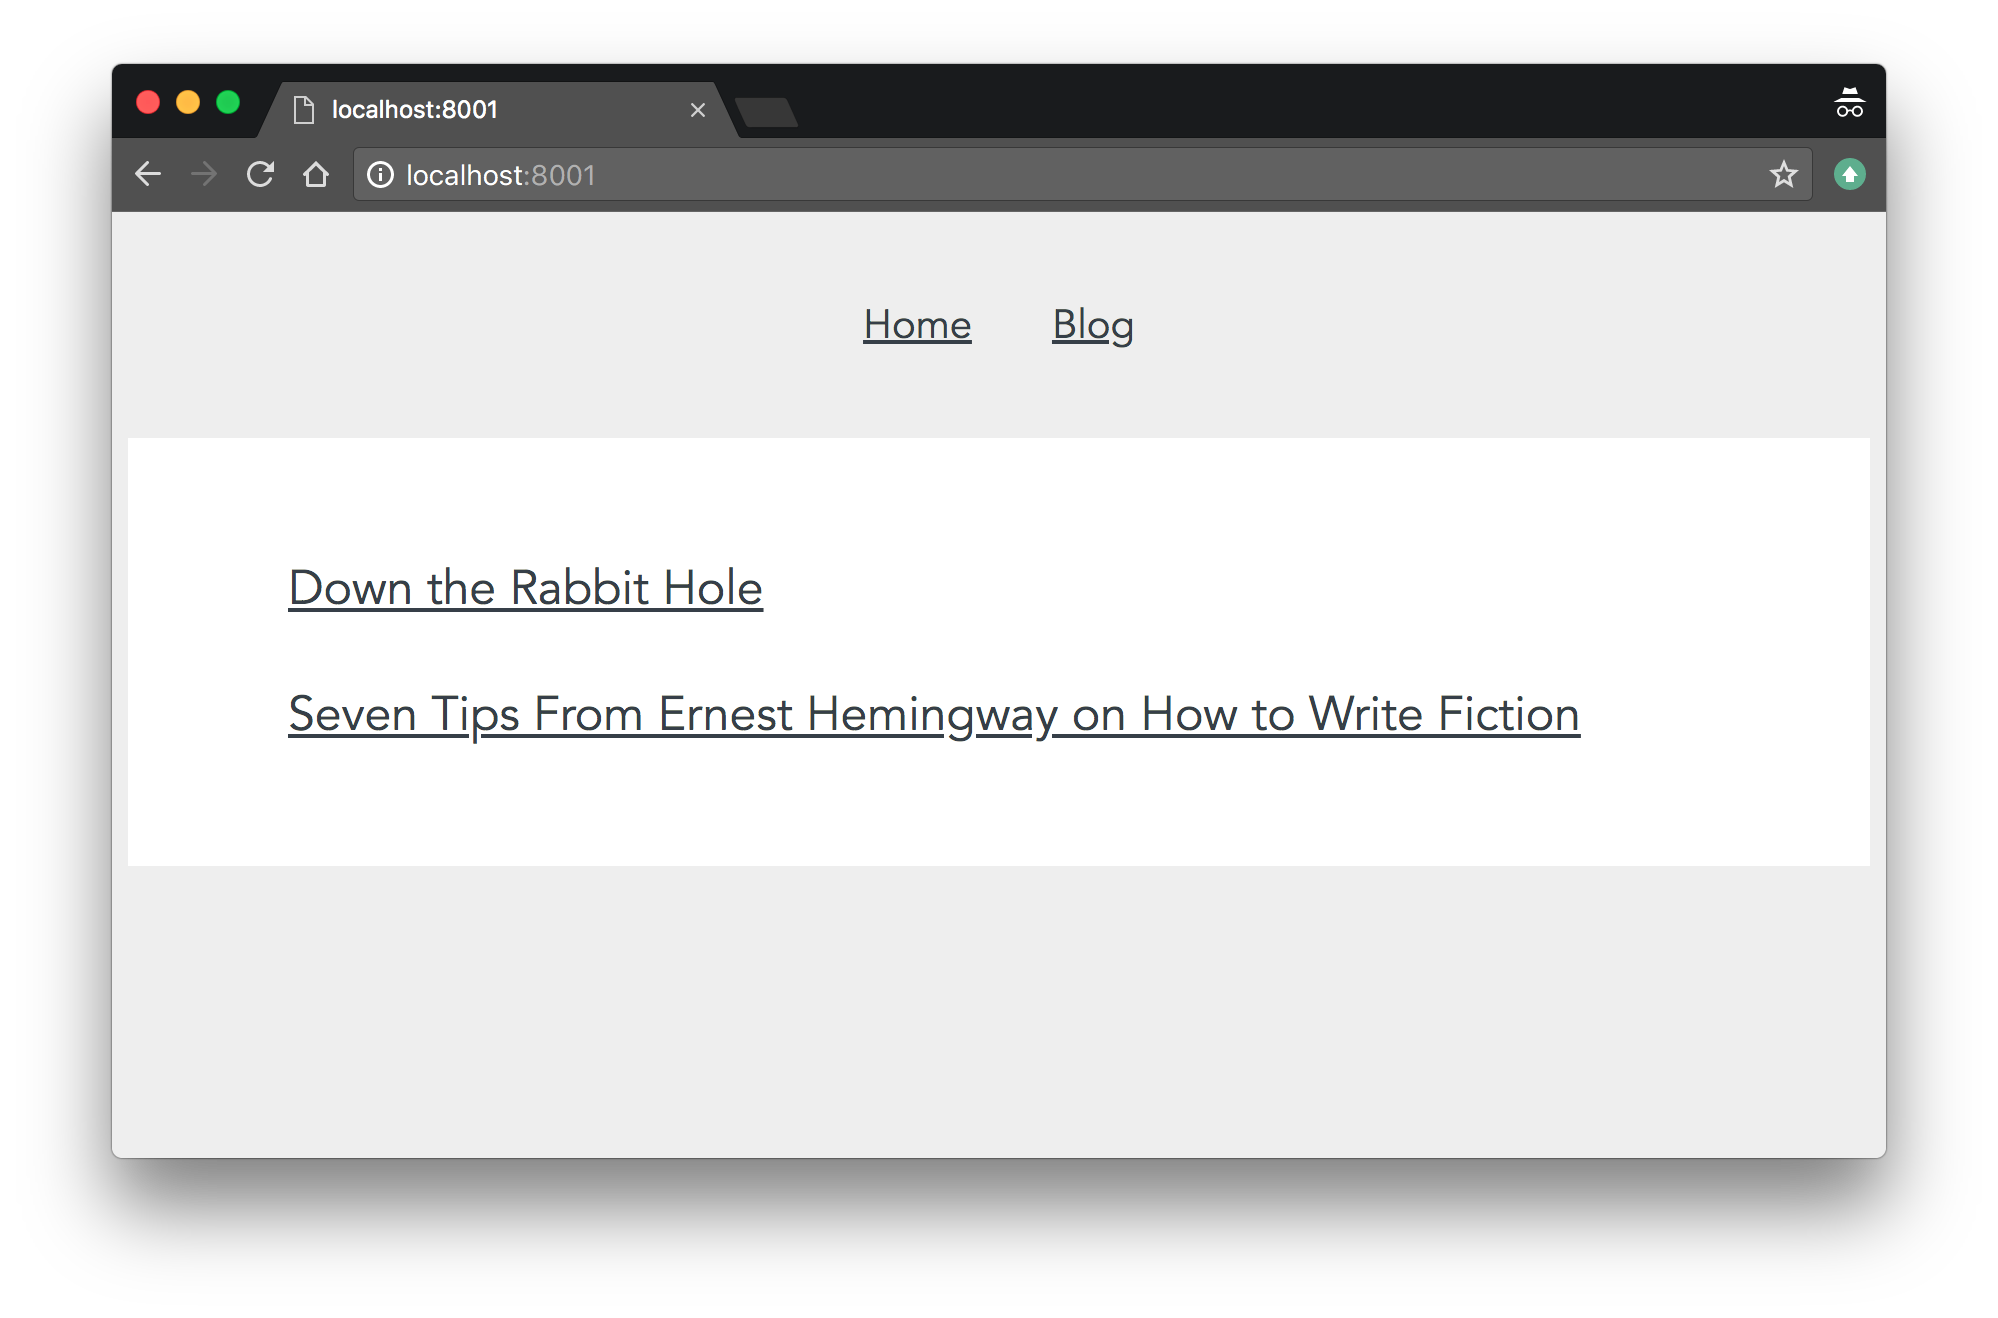 localhost:8001
localhost:8001
Home Blog
Down the Rabbit Hole
Seven Tips From Ernest Hemingway on How to Write Fiction